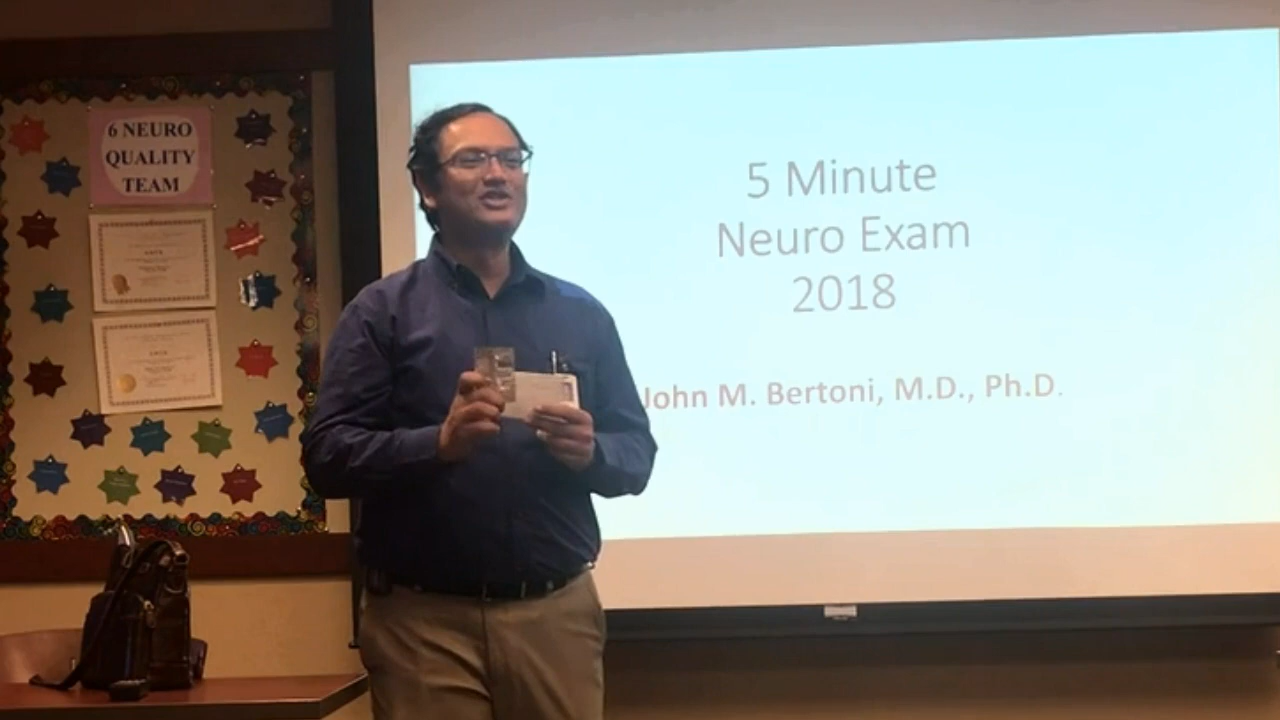 6 NEURO
QUALITY
TEAM
5 Minute
Neuro Exam
2018
John M. Bertoni, M.D., Ph.D.